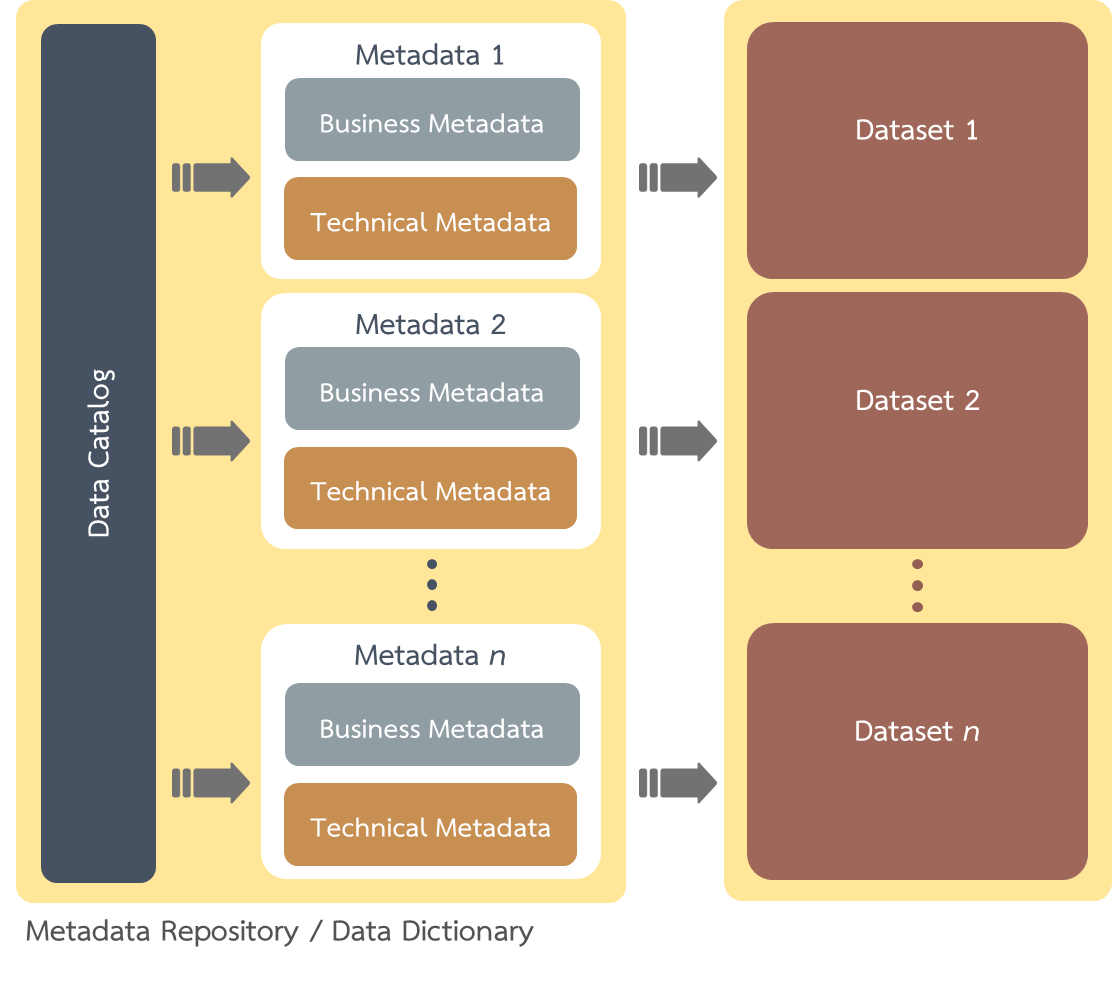 Data Catalog
Metadata 1
Business Metadata
Technical Metadata
Dataset 1
Metadata 2
Business Metadata
Technical Metadata
Dataset 2
Metadata n
Business Metadata
Technical Metadata
Dataset n
Metadata Repository / Data Dictionary